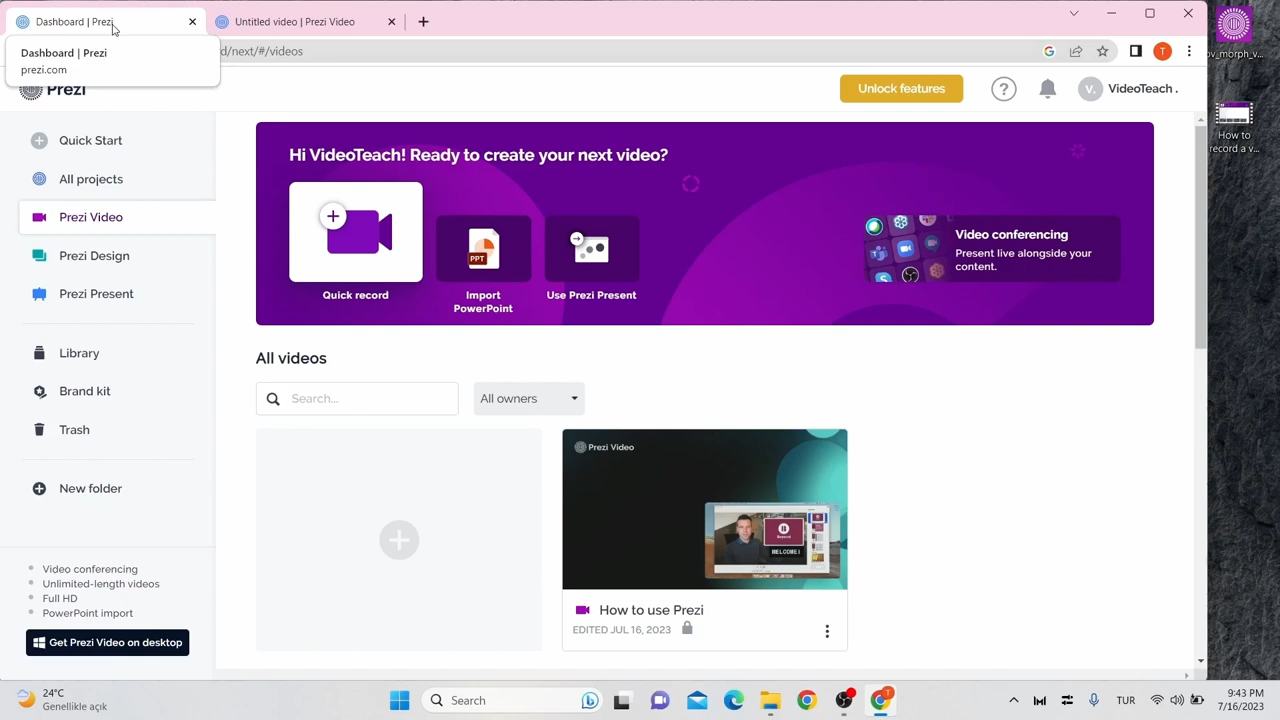 Dashboard | Prezi
Untitled video | Prezi Video
Dashboard | Prezi
prezi.com
d/next/#/videos
T
Prezi
Unlock features
?
V.
VideoTeach .
Quick Start
All projects
Prezi Video
Prezi Design
Prezi Present
Library
Brand kit
Trash
New folder
Video conferencing
Unlimited-length videos
Full HD
PowerPoint import
Get Prezi Video on desktop
Hi VideoTeach! Ready to create your next video?
Quick record
PPT
Import
PowerPoint
Use Prezi Present
Video conferencing
Present live alongside your
content.
All videos
Search...
All owners
Prezi Video
Beyond
WELCOME!
How to use Prezi
EDITED JUL 16, 2023
pv_morph_v...
How to
record a v...
24°C
Genellikle açık
Search
T
TUR
9:43 PM
7/16/2023